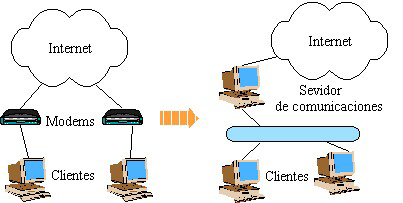 Internet
Modems
Clientes
Internet
Sevidor
de comunicaciones
Clientes